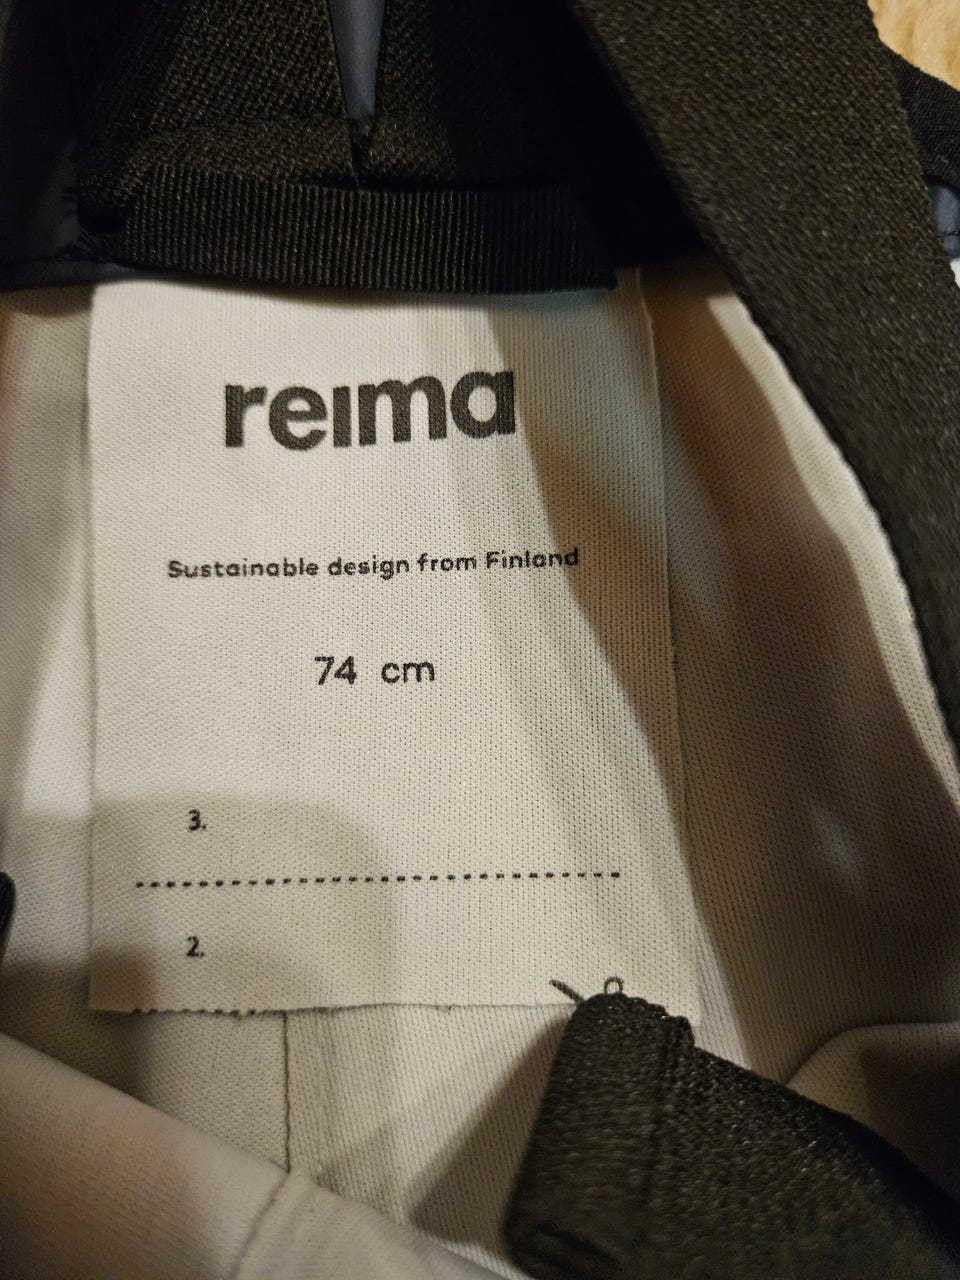 reima
Sustainable design from Finland
74 cm
3.
2.